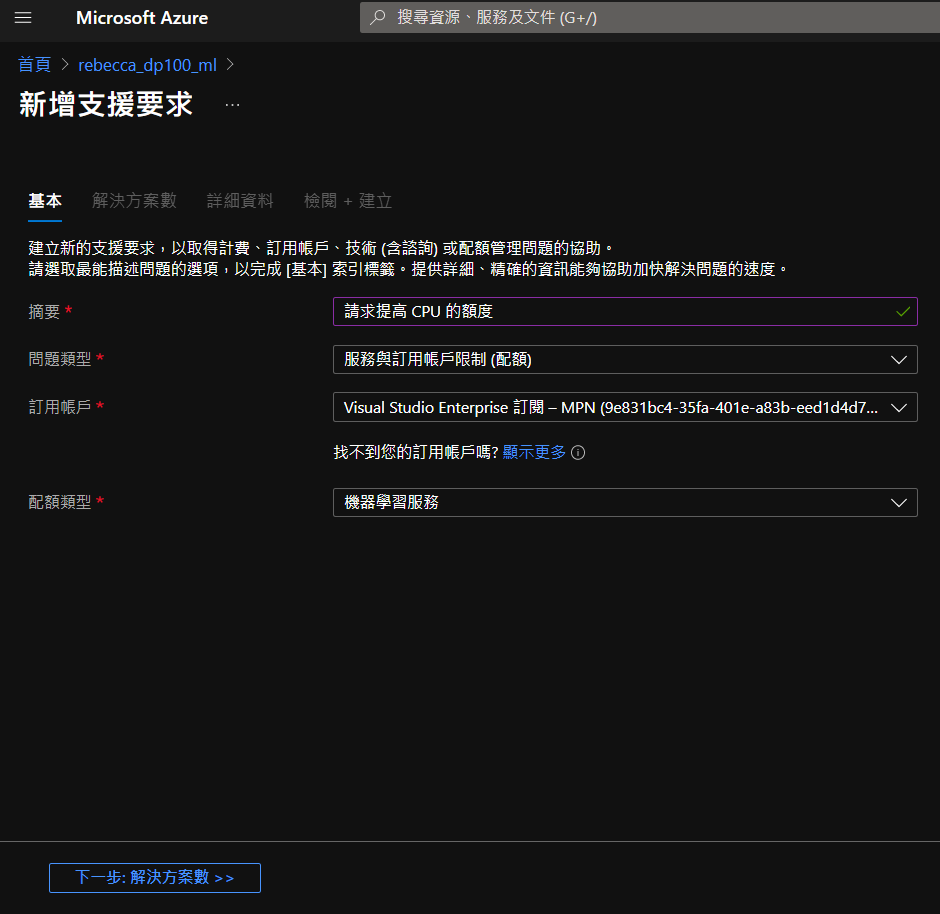 Microsoft Azure
搜尋資源、服務及文件 (G+/)
首頁 > rebecca_dp100_ml >
新增支援要求 ...
基本 解決方案數 詳細資料 檢閱 + 建立
建立新的支援要求，以取得計費、訂用帳戶、技術 (含諮詢) 或配額管理問題的協助。
請選取最能描述問題的選項，以完成 [基本] 索引標籤。提供詳細、精確的資訊能夠協助加快解決問題的速度。
摘要 * 請求提高 CPU 的額度
問題類型 * 服務與訂用帳戶限制 (配額)
訂用帳戶 * Visual Studio Enterprise 訂閱 – MPN (9e831bc4-35fa-401e-a83b-eed1d4d7...
找不到您的訂用帳戶嗎? 顯示更多
配額類型 * 機器學習服務
下一步: 解決方案數 >>